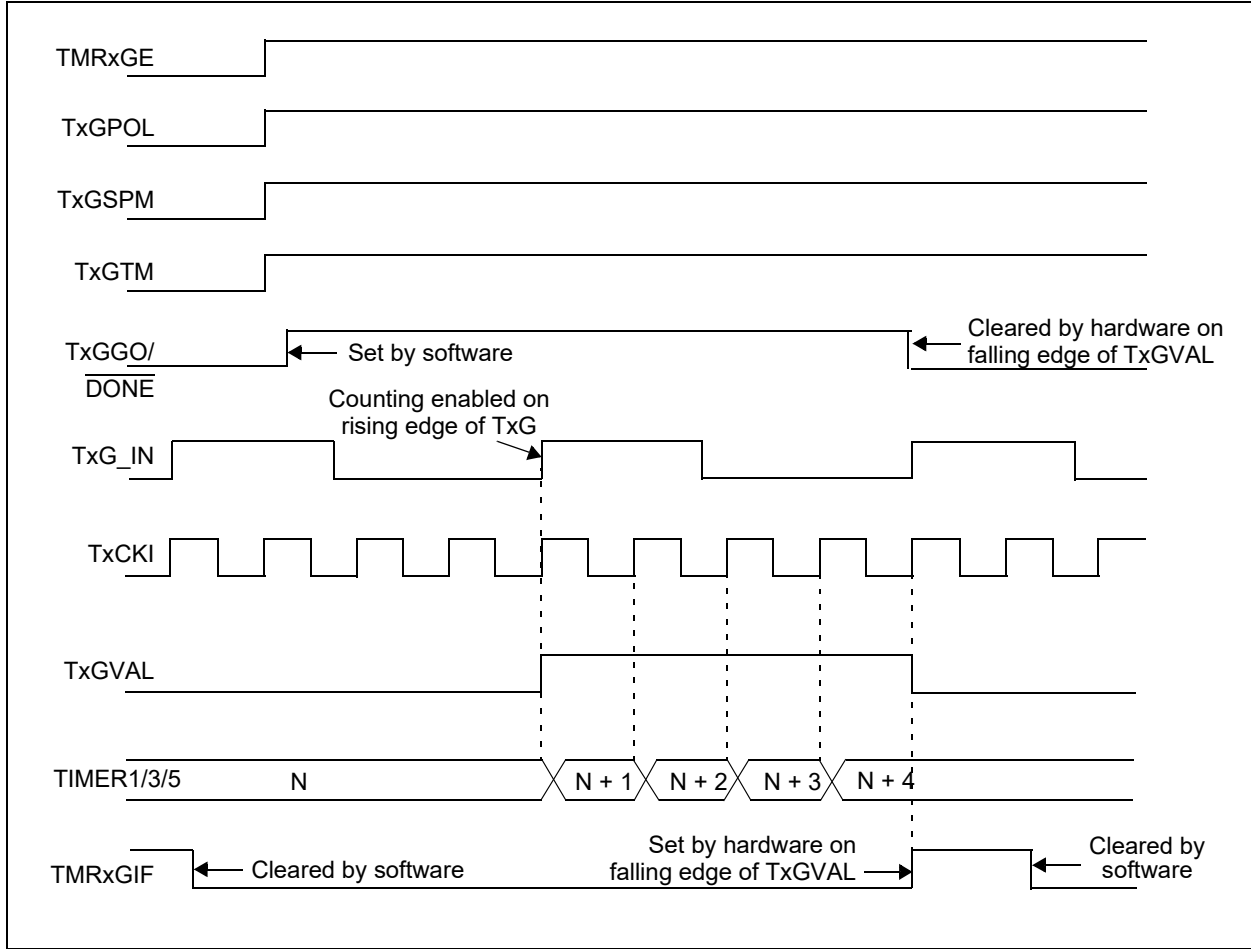 TMRxGE
TxGPOL
TxGSPM
TxGTM
TxGGO/
DONE
Set by software
Cleared by hardware on
falling edge of TxGVAL
Counting enabled on
rising edge of TxG
TxG_IN
TxCKI
TxGVAL
TIMER1/3/5 N N + 1 N + 2 N + 3 N + 4
TMRxGIF
Cleared by software
Set by hardware on
falling edge of TxGVAL
Cleared by
software